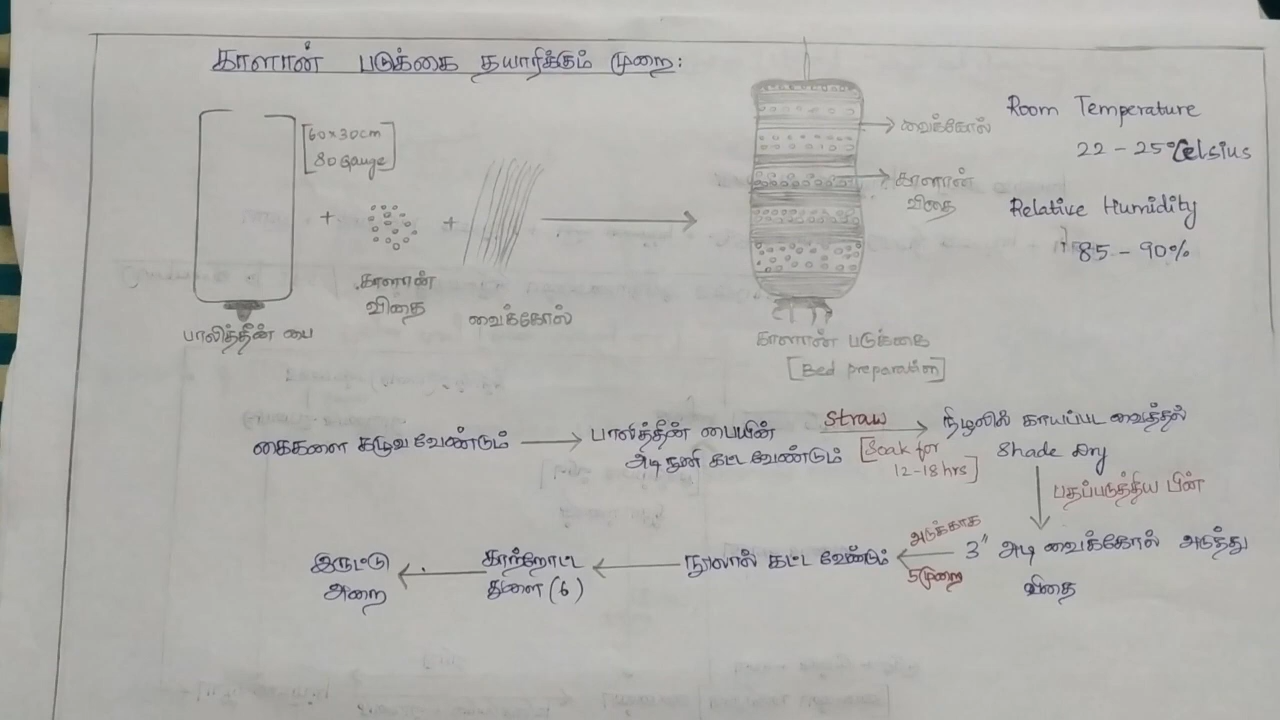 காளான் படுக்கை தயாரிக்கும் முறை:
[60x30cm
80 Gauge]
+
+
காளான்
விதை
வைக்கோல்
பாலித்தீன் பை
வைக்கோல்
காளான்
விதை
காளான் படுக்கை
[Bed preparation]
Room Temperature
22 - 25°Celsius
Relative Humidity
85 - 90%
கைகளை கழுவ வேண்டும்
பாலித்தீன் பையின்
அடி நுனி கட்ட வேண்டும்
Straw
[Soak for
12-18 hrs]
நிழலில் காயப்பட வைத்தல்
Shade dry
பதப்படுத்திய பின்
3" அடி வைக்கோல் அடுத்து
விதை
அடுக்காக
5 முறை
நூலால் கட்ட வேண்டும்
காற்றோட்ட
துளை (6)
இருட்டு
அறை